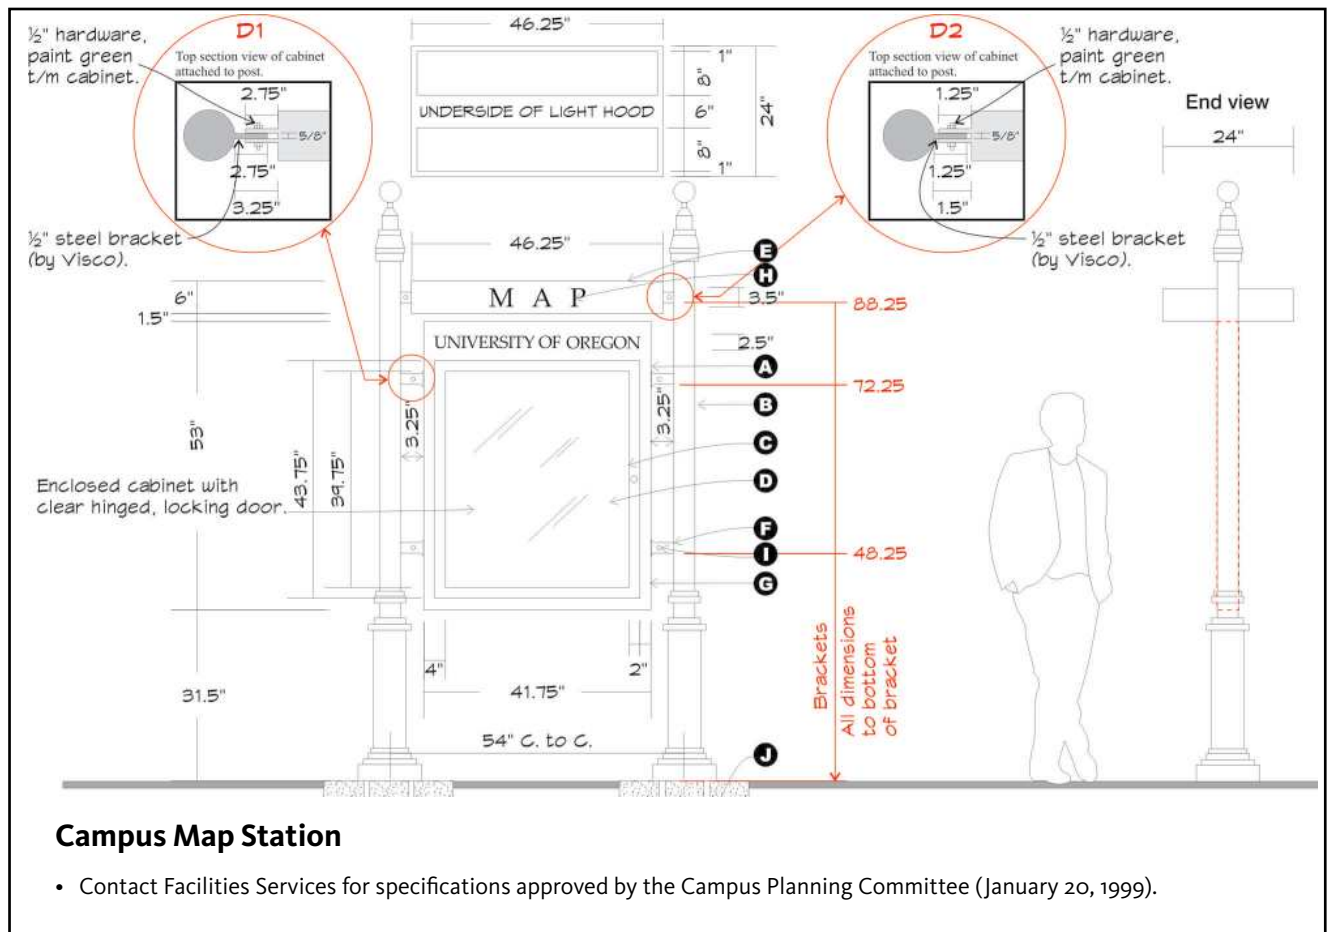 ½" hardware,
paint green
t/m cabinet.
D1
Top section view of cabinet
attached to post.
2.75"
5/8"
2.75"
3.25"
½" steel bracket
(by Visco).
46.25"
UNDERSIDE OF LIGHT HOOD
1"
8"
6"
8"
1"
24"
D2
Top section view of cabinet
attached to post.
1.25"
5/8"
1.25"
1.5"
½" hardware,
paint green
t/m cabinet.
½" steel bracket
(by Visco).
End view
24"
46.25"
E
H
6"
MAP
3.5"
88.25
1.5"
UNIVERSITY OF OREGON
2.5"
A
72.25
B
3.25"
3.25"
53"
C
43.75"
39.75"
D
Enclosed cabinet with
clear hinged, locking door.
F
I
48.25
G
4"
2"
31.5"
41.75"
54" C. to C.
J
Brackets
All dimensions
to bottom
of bracket
Campus Map Station
• Contact Facilities Services for specifications approved by the Campus Planning Committee (January 20, 1999).